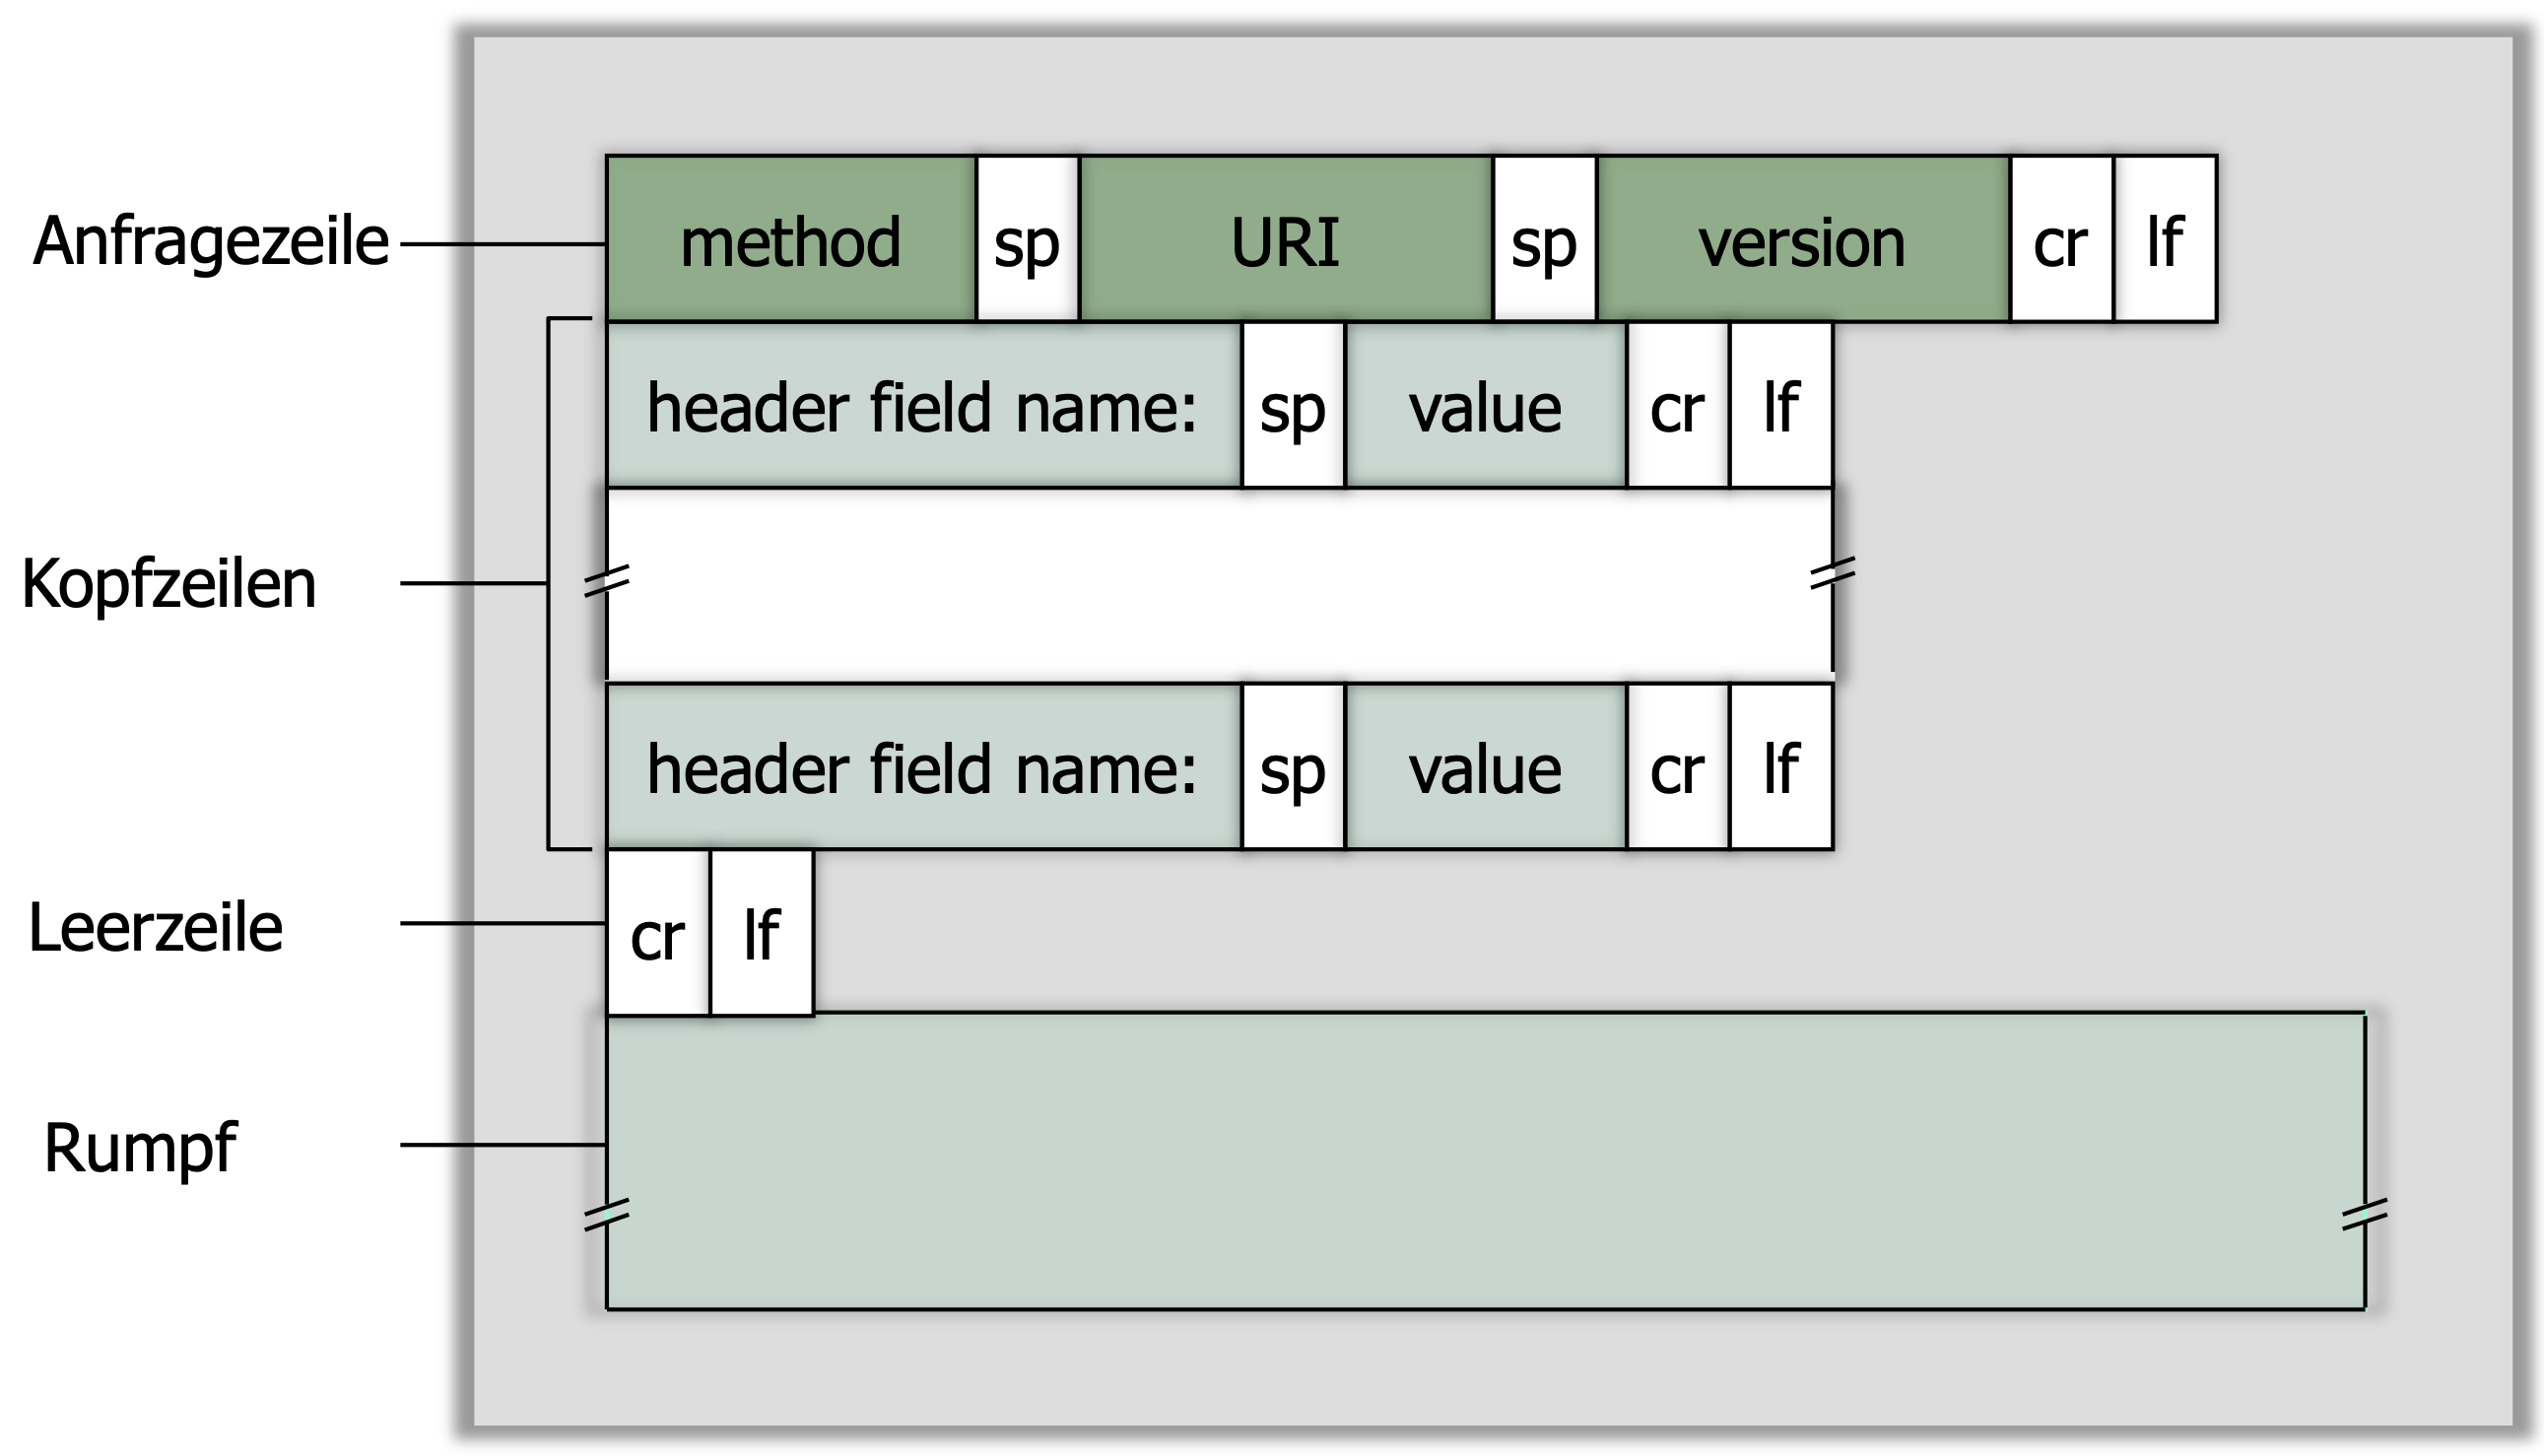 Anfragezeile method sp URI sp version cr lf
header field name: sp value cr lf
Kopfzeilen
header field name: sp value cr lf
Leerzeile cr lf
Rumpf